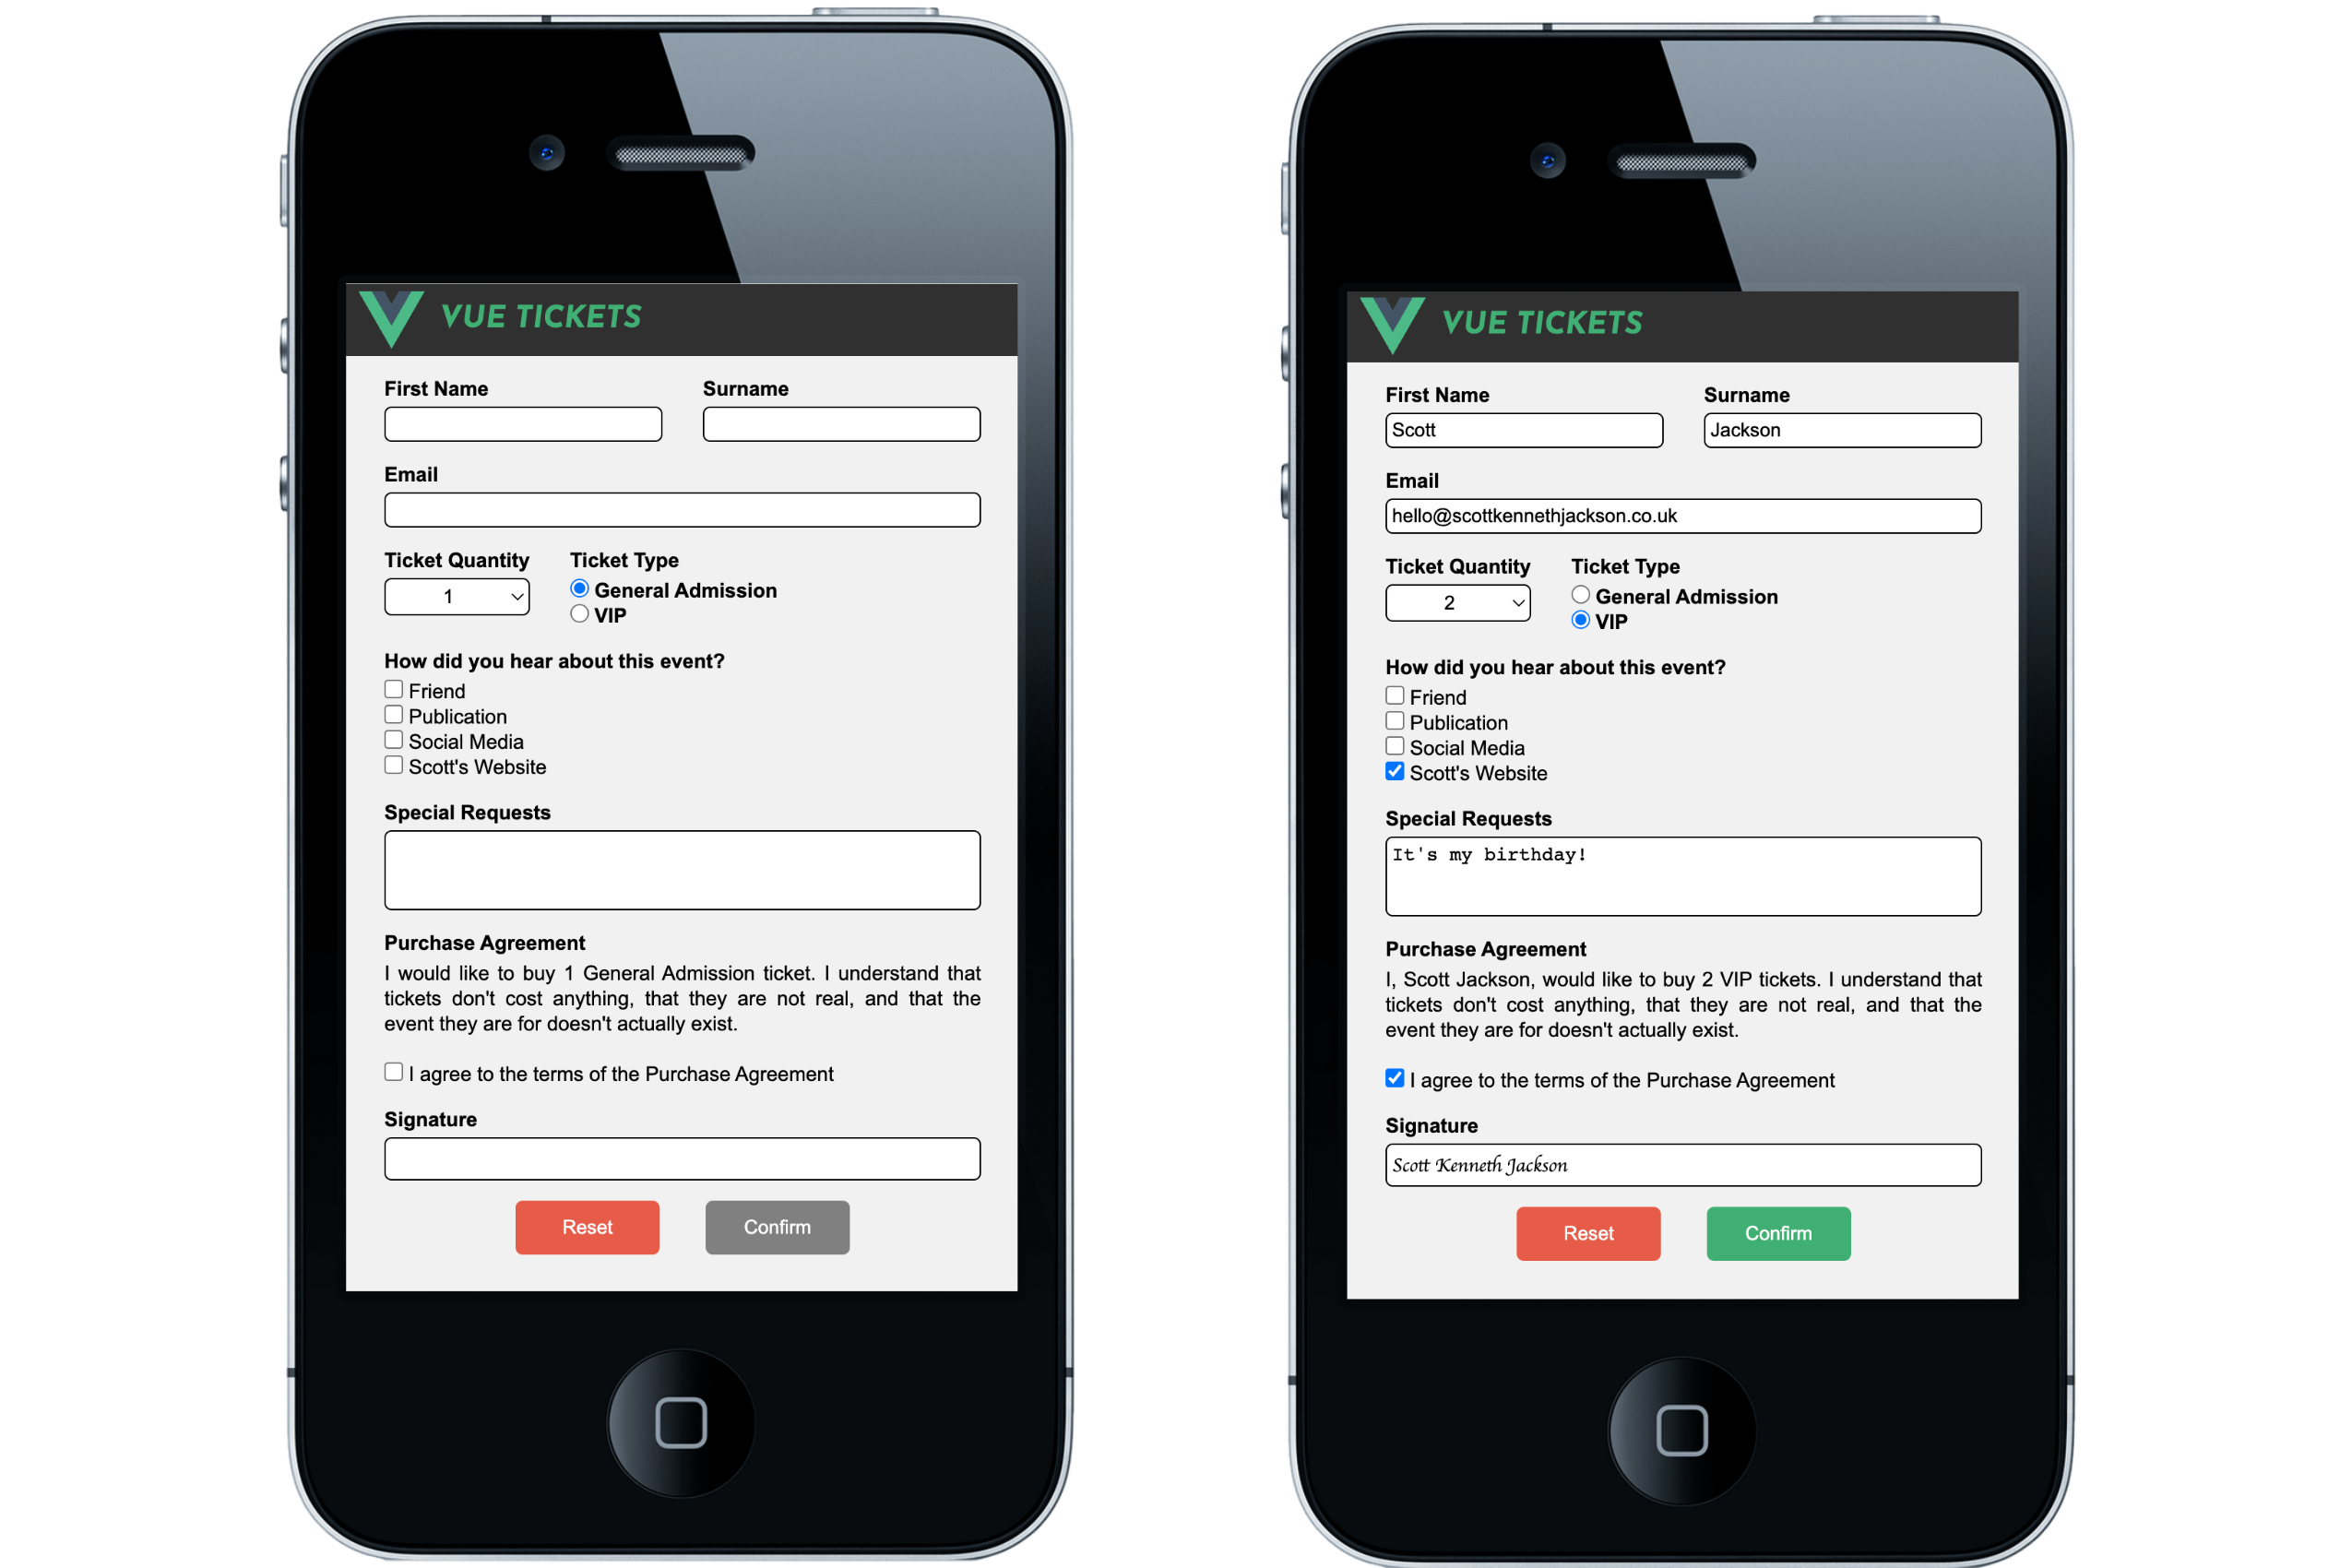 VUE TICKETS
First Name Surname
Email
Ticket Quantity Ticket Type
1 General Admission
VIP
How did you hear about this event?
Friend
Publication
Social Media
Scott's Website
Special Requests
Purchase Agreement
I would like to buy 1 General Admission ticket. I understand that
tickets don't cost anything, that they are not real, and that the
event they are for doesn't actually exist.
I agree to the terms of the Purchase Agreement
Signature
Reset Confirm
VUE TICKETS
First Name Surname
Scott Jackson
Email
hello@scottkennethjackson.co.uk
Ticket Quantity Ticket Type
2 General Admission
VIP
How did you hear about this event?
Friend
Publication
Social Media
Scott's Website
Special Requests
It's my birthday!
Purchase Agreement
I, Scott Jackson, would like to buy 2 VIP tickets. I understand that
tickets don't cost anything, that they are not real, and that the
event they are for doesn't actually exist.
I agree to the terms of the Purchase Agreement
Signature
Scott Kenneth Jackson
Reset Confirm